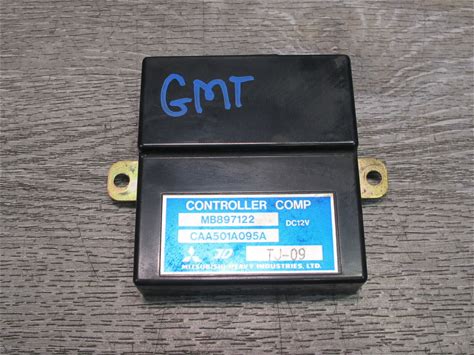 GMT
CONTROLLER COMP
MB897122 DC12V
CAA501A095A
TJ-09
MITSUBISHI HEAVY INDUSTRIES, LTD.